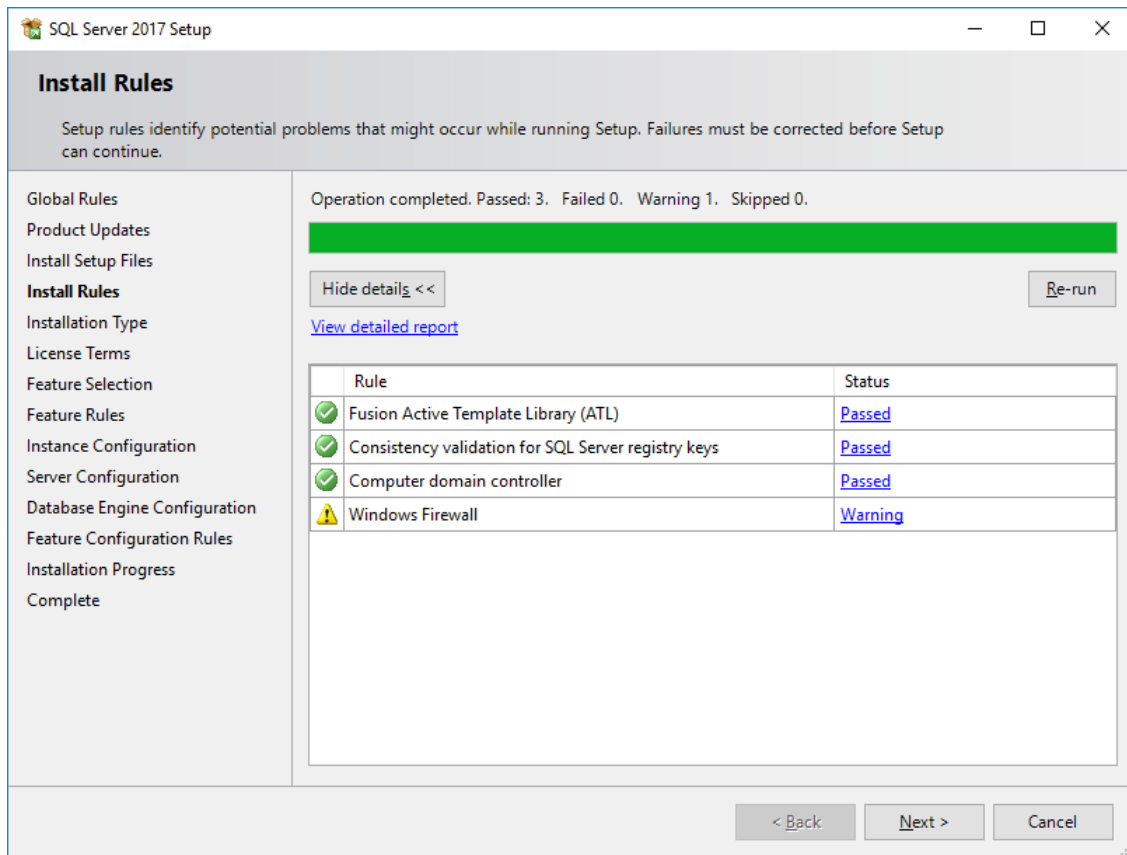 SQL Server 2017 Setup
Install Rules
Setup rules identify potential problems that might occur while running Setup. Failures must be corrected before Setup
can continue.
Global Rules
Product Updates
Install Setup Files
Install Rules
Installation Type
License Terms
Feature Selection
Feature Rules
Instance Configuration
Server Configuration
Database Engine Configuration
Feature Configuration Rules
Installation Progress
Complete
Operation completed. Passed: 3.   Failed 0.   Warning 1.   Skipped 0.
Hide details <<
Re-run
View detailed report
Rule Status
Fusion Active Template Library (ATL) Passed
Consistency validation for SQL Server registry keys Passed
Computer domain controller Passed
Windows Firewall Warning
< Back
Next >
Cancel